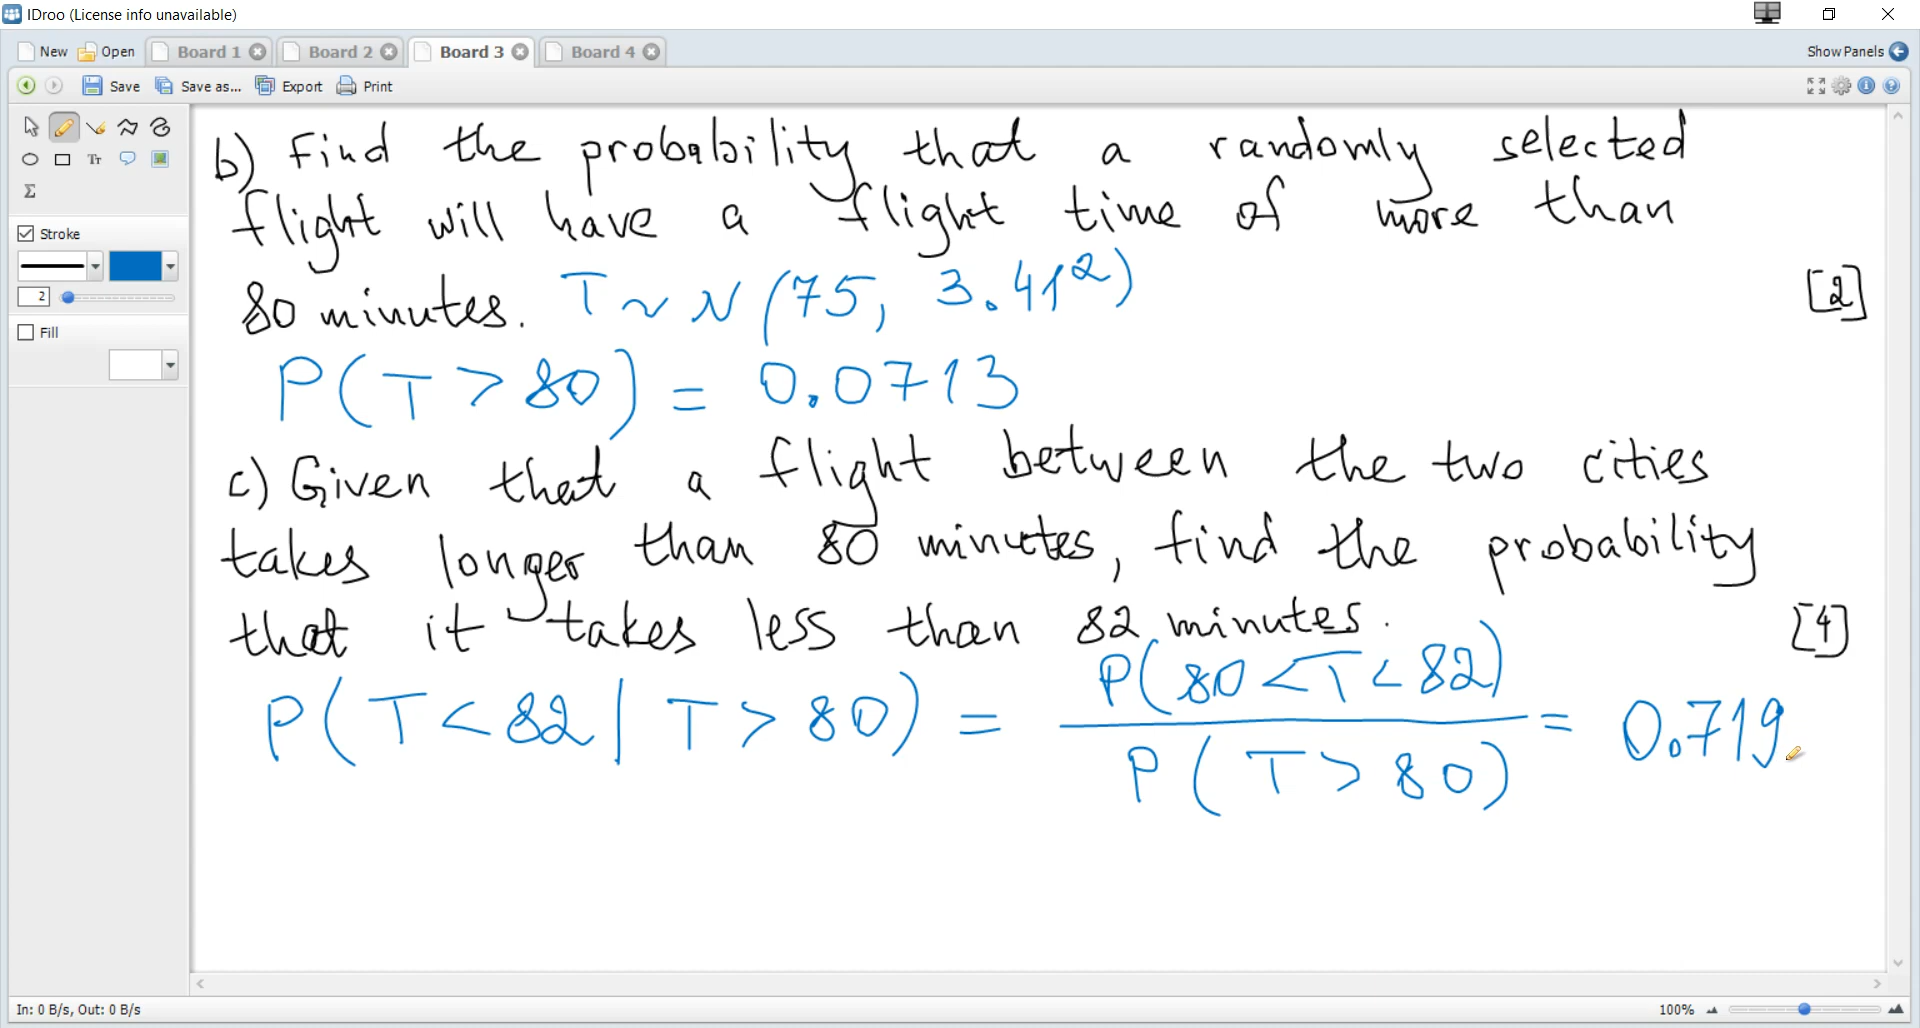 IDroo (License info unavailable)
New Open Board 1 Board 2 Board 3 Board 4 Show Panels
Save Save as... Export Print
Tr
Σ
Stroke
2
Fill
b) Find the probability that a randomly selected
flight will have a flight time of more than
80 minutes. T ~ N (75, 3.41²) [2]
P(T > 80) = 0.0713
c) Given that a flight between the two cities
takes longer than 80 minutes, find the probability
that it takes less than 82 minutes. [4]
P(T < 82 | T > 80) = P(80 < T < 82) / P(T > 80) = 0.719
In: 0 B/s, Out: 0 B/s 100%